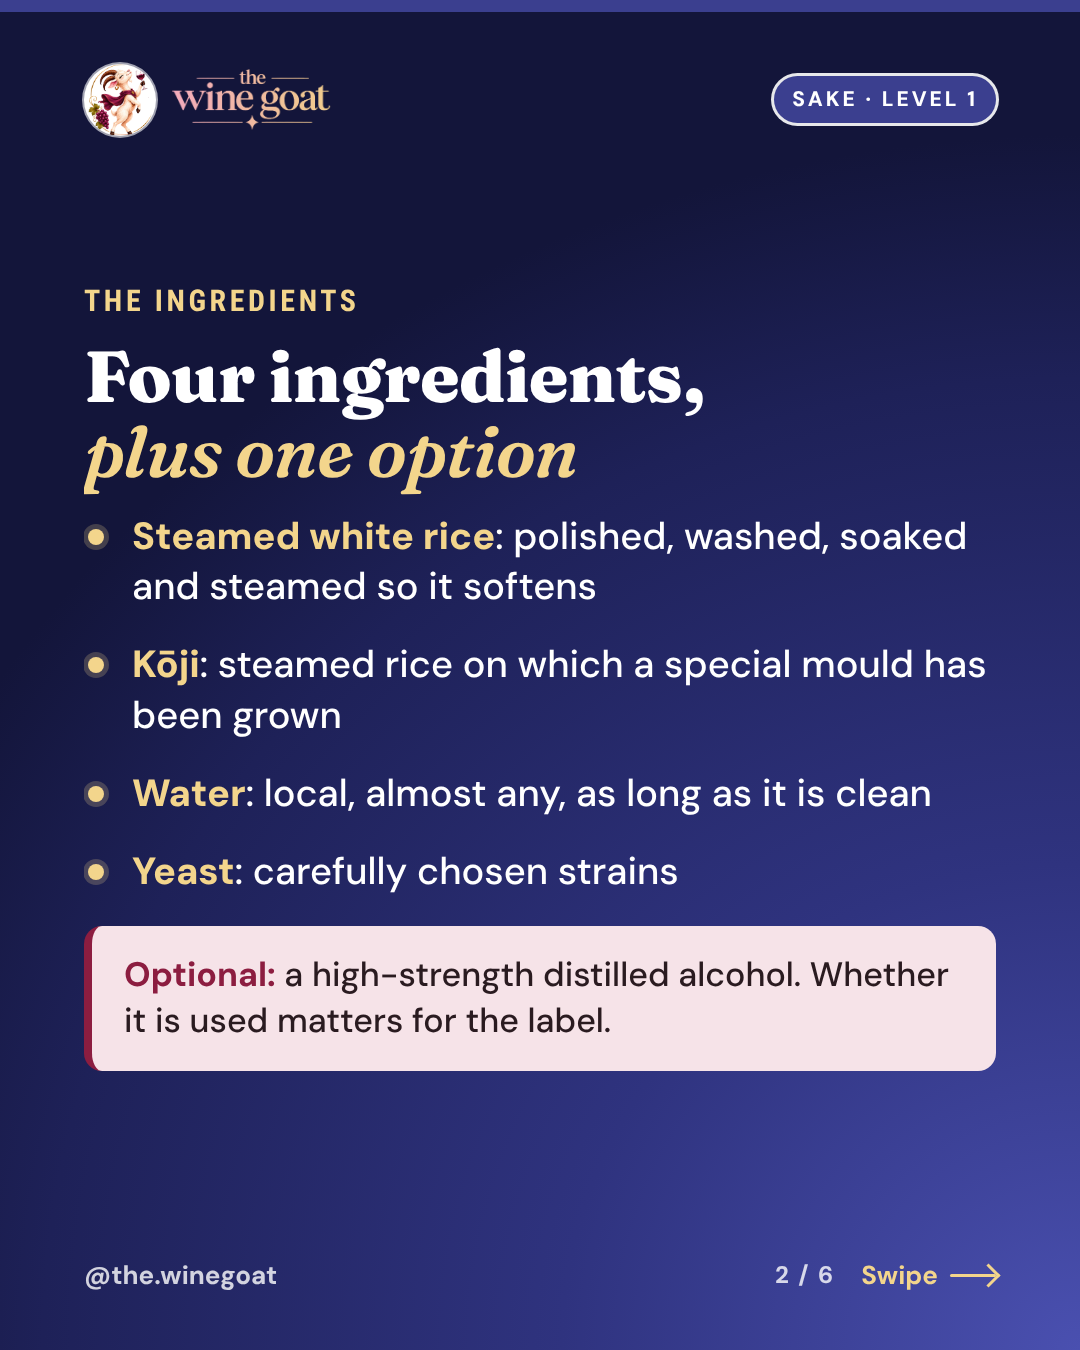 the
wine goat
SAKE · LEVEL 1
THE INGREDIENTS
Four ingredients,
plus one option
Steamed white rice: polished, washed, soaked
and steamed so it softens
Kōji: steamed rice on which a special mould has
been grown
Water: local, almost any, as long as it is clean
Yeast: carefully chosen strains
Optional: a high-strength distilled alcohol. Whether
it is used matters for the label.
@the.winegoat
2 / 6 Swipe